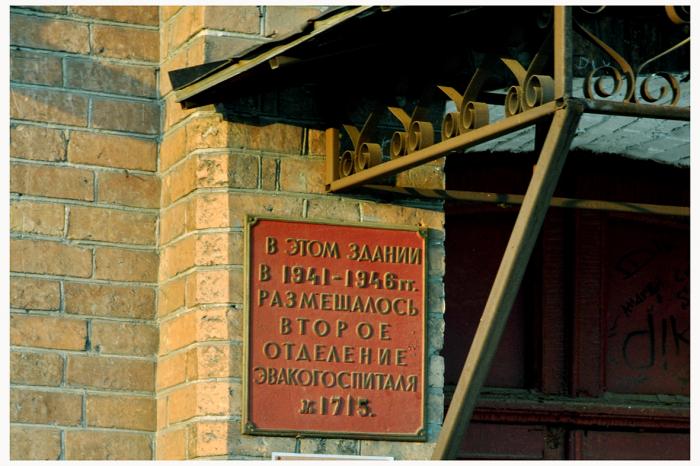 В ЭТОМ ЗДАНИИ
В 1941-1946 гг.
РАЗМЕЩАЛОСЬ
ВТОРОЕ
ОТДЕЛЕНИЕ
ЭВАКОГОСПИТАЛЯ
№ 1715.